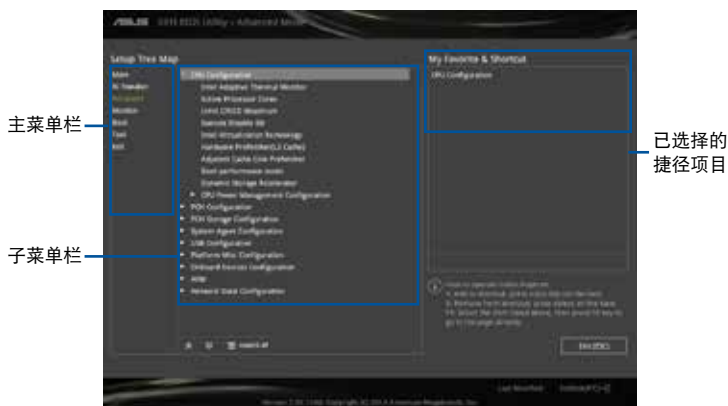 ASUS UEFI BIOS Utility - Advanced Mode
Setup Tree Map
My Favorite & Shortcut
Main
Ai Tweaker
Advanced
Monitor
Boot
Tool
Exit
CPU Configuration
Intel Adaptive Thermal Monitor
Active Processor Cores
Limit CPUID Maximum
Execute Disable Bit
Intel Virtualization Technology
Hardware Prefetcher(L2 Cache)
Adjacent Cache Line Prefetcher
Boot performance mode
Dynamic Storage Accelerator
CPU Power Management Configuration
PCH Configuration
PCH Storage Configuration
System Agent Configuration
USB Configuration
Platform Misc Configuration
Onboard Devices Configuration
APM
Network Stack Configuration
CPU Configuration
主菜单栏
子菜单栏
已选择的
捷径项目
Exit (ESC)
Last Modified